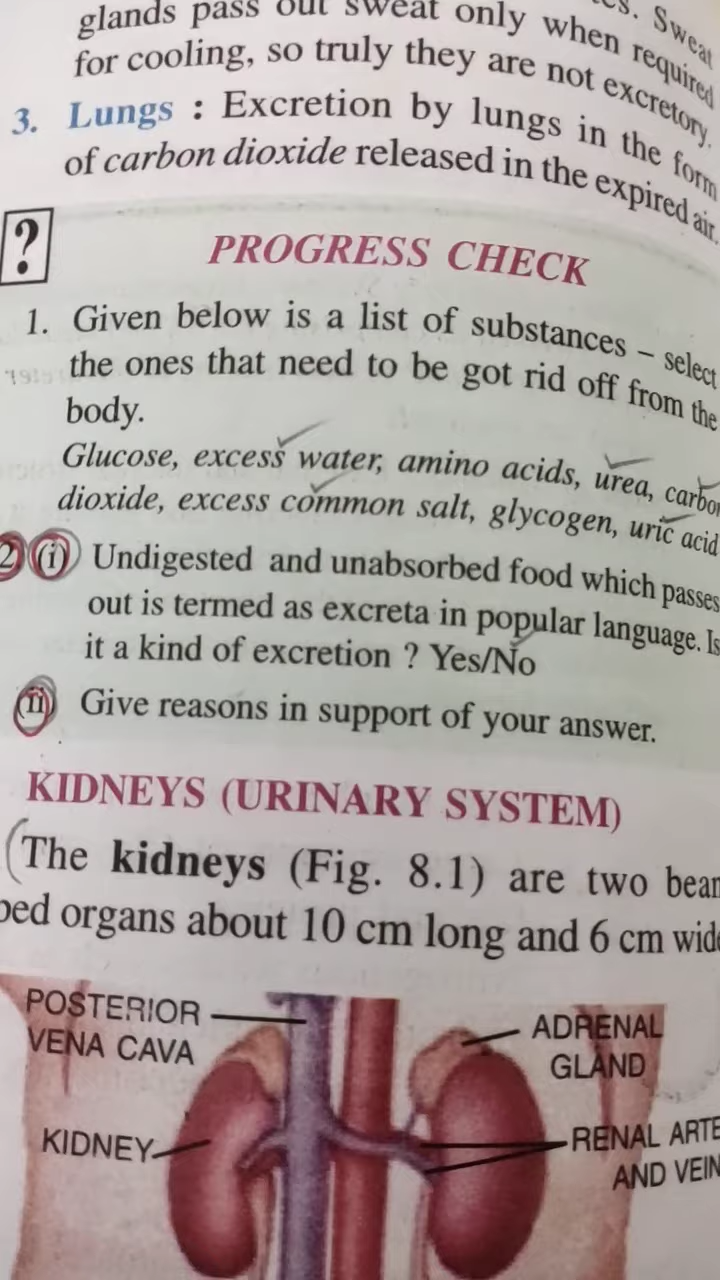 glands pass out sweat only when required
for cooling, so truly they are not excretory.
3. Lungs : Excretion by lungs in the form
of carbon dioxide released in the expired air.
?
PROGRESS CHECK
1. Given below is a list of substances – select
the ones that need to be got rid off from the
body.
Glucose, excess water, amino acids, urea, carbon
dioxide, excess common salt, glycogen, uric acid
2 (i) Undigested and unabsorbed food which passes
out is termed as excreta in popular language. Is
it a kind of excretion ? Yes/No
(ii) Give reasons in support of your answer.
KIDNEYS (URINARY SYSTEM)
(The kidneys (Fig. 8.1) are two bean
ped organs about 10 cm long and 6 cm wide
POSTERIOR
VENA CAVA
ADRENAL
GLAND
KIDNEY
RENAL ARTE
AND VEIN